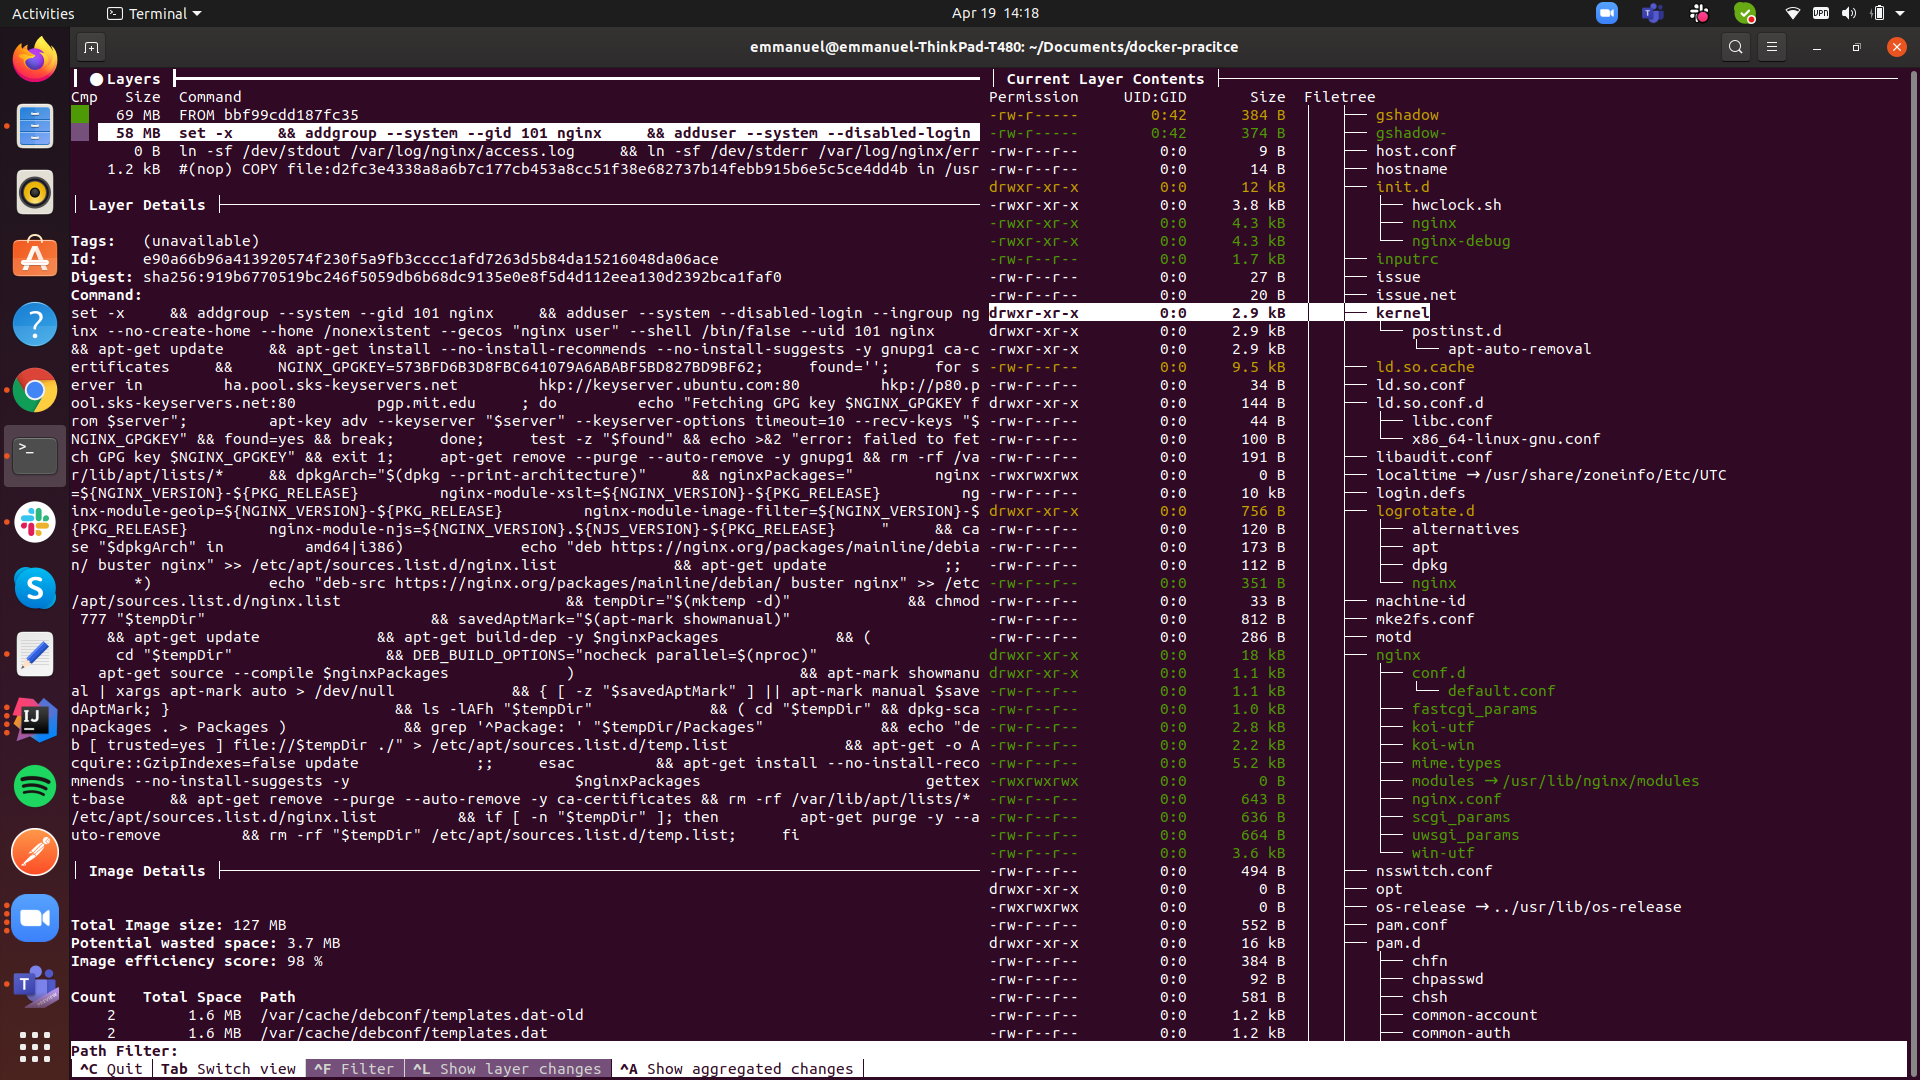 Activities Terminal Apr 19 14:18
emmanuel@emmanuel-ThinkPad-T480: ~/Documents/docker-pracitce
●Layers
Cmp Size Command
69 MB FROM bbf99cdd187fc35
58 MB set -x && addgroup --system --gid 101 nginx && adduser --system --disabled-login
0 B ln -sf /dev/stdout /var/log/nginx/access.log && ln -sf /dev/stderr /var/log/nginx/err
1.2 kB #(nop) COPY file:d2fc3e4338a8a6b7c177cb453a8cc51f38e682737b14febb915b6e5c5ce4dd4b in /usr
Layer Details
Tags: (unavailable)
Id: e90a66b96a413920574f230f5a9fb3cccc1afd7263d5b84da15216048da06ace
Digest: sha256:919b6770519bc246f5059db6b68dc9135e0e8f5d4d112eea130d2392bca1faf0
Command:
set -x && addgroup --system --gid 101 nginx && adduser --system --disabled-login --ingroup ng
inx --no-create-home --home /nonexistent --gecos "nginx user" --shell /bin/false --uid 101 nginx
&& apt-get update && apt-get install --no-install-recommends --no-install-suggests -y gnupg1 ca-c
ertificates && NGINX_GPGKEY=573BFD6B3D8FBC641079A6ABABF5BD827BD9BF62; found=''; for s
erver in ha.pool.sks-keyservers.net hkp://keyserver.ubuntu.com:80 hkp://p80.p
ool.sks-keyservers.net:80 pgp.mit.edu ; do echo "Fetching GPG key $NGINX_GPGKEY f
rom $server"; apt-key adv --keyserver "$server" --keyserver-options timeout=10 --recv-keys "$
NGINX_GPGKEY" && found=yes && break; done; test -z "$found" && echo >&2 "error: failed to fet
ch GPG key $NGINX_GPGKEY" && exit 1; apt-get remove --purge --auto-remove -y gnupg1 && rm -rf /va
r/lib/apt/lists/* && dpkgArch="$(dpkg --print-architecture)" && nginxPackages=" nginx
=${NGINX_VERSION}-${PKG_RELEASE} nginx-module-xslt=${NGINX_VERSION}-${PKG_RELEASE} ng
inx-module-geoip=${NGINX_VERSION}-${PKG_RELEASE} nginx-module-image-filter=${NGINX_VERSION}-$
{PKG_RELEASE} nginx-module-njs=${NGINX_VERSION}.${NJS_VERSION}-${PKG_RELEASE} " && ca
se "$dpkgArch" in amd64|i386) echo "deb https://nginx.org/packages/mainline/debia
n/ buster nginx" >> /etc/apt/sources.list.d/nginx.list && apt-get update ;;
*) echo "deb-src https://nginx.org/packages/mainline/debian/ buster nginx" >> /etc
/apt/sources.list.d/nginx.list && tempDir="$(mktemp -d)" && chmod
777 "$tempDir" && savedAptMark="$(apt-mark showmanual)"
&& apt-get update && apt-get build-dep -y $nginxPackages && (
cd "$tempDir" && DEB_BUILD_OPTIONS="nocheck parallel=$(nproc)"
apt-get source --compile $nginxPackages ) && apt-mark showmanu
al | xargs apt-mark auto > /dev/null && { [ -z "$savedAptMark" ] || apt-mark manual $save
dAptMark; } && ls -lAFh "$tempDir" && ( cd "$tempDir" && dpkg-sca
npackages . > Packages ) && grep '^Package: ' "$tempDir/Packages" && echo "de
b [ trusted=yes ] file://$tempDir ./" > /etc/apt/sources.list.d/temp.list && apt-get -o A
cquire::GzipIndexes=false update ;; esac && apt-get install --no-install-reco
mmends --no-install-suggests -y $nginxPackages gettex
t-base && apt-get remove --purge --auto-remove -y ca-certificates && rm -rf /var/lib/apt/lists/*
/etc/apt/sources.list.d/nginx.list && if [ -n "$tempDir" ]; then apt-get purge -y --a
uto-remove && rm -rf "$tempDir" /etc/apt/sources.list.d/temp.list; fi
Image Details
Total Image size: 127 MB
Potential wasted space: 3.7 MB
Image efficiency score: 98 %
Count Total Space Path
2 1.6 MB /var/cache/debconf/templates.dat-old
2 1.6 MB /var/cache/debconf/templates.dat
Current Layer Contents
Permission UID:GID Size Filetree
-rw-r----- 0:42 384 B gshadow
-rw-r----- 0:42 374 B gshadow-
-rw-r--r-- 0:0 9 B host.conf
-rw-r--r-- 0:0 14 B hostname
drwxr-xr-x 0:0 12 kB init.d
-rwxr-xr-x 0:0 3.8 kB hwclock.sh
-rwxr-xr-x 0:0 4.3 kB nginx
-rwxr-xr-x 0:0 4.3 kB nginx-debug
-rw-r--r-- 0:0 1.7 kB inputrc
-rw-r--r-- 0:0 27 B issue
-rw-r--r-- 0:0 20 B issue.net
drwxr-xr-x 0:0 2.9 kB kernel
drwxr-xr-x 0:0 2.9 kB postinst.d
-rwxr-xr-x 0:0 2.9 kB apt-auto-removal
-rw-r--r-- 0:0 9.5 kB ld.so.cache
-rw-r--r-- 0:0 34 B ld.so.conf
drwxr-xr-x 0:0 144 B ld.so.conf.d
-rw-r--r-- 0:0 44 B libc.conf
-rw-r--r-- 0:0 100 B x86_64-linux-gnu.conf
-rw-r--r-- 0:0 191 B libaudit.conf
-rwxrwxrwx 0:0 0 B localtime → /usr/share/zoneinfo/Etc/UTC
-rw-r--r-- 0:0 10 kB login.defs
drwxr-xr-x 0:0 756 B logrotate.d
-rw-r--r-- 0:0 120 B alternatives
-rw-r--r-- 0:0 173 B apt
-rw-r--r-- 0:0 112 B dpkg
-rw-r--r-- 0:0 351 B nginx
-rw-r--r-- 0:0 33 B machine-id
-rw-r--r-- 0:0 812 B mke2fs.conf
-rw-r--r-- 0:0 286 B motd
drwxr-xr-x 0:0 18 kB nginx
drwxr-xr-x 0:0 1.1 kB conf.d
-rw-r--r-- 0:0 1.1 kB default.conf
-rw-r--r-- 0:0 1.0 kB fastcgi_params
-rw-r--r-- 0:0 2.8 kB koi-utf
-rw-r--r-- 0:0 2.2 kB koi-win
-rw-r--r-- 0:0 5.2 kB mime.types
-rwxrwxrwx 0:0 0 B modules → /usr/lib/nginx/modules
-rw-r--r-- 0:0 643 B nginx.conf
-rw-r--r-- 0:0 636 B scgi_params
-rw-r--r-- 0:0 664 B uwsgi_params
-rw-r--r-- 0:0 3.6 kB win-utf
-rw-r--r-- 0:0 494 B nsswitch.conf
drwxr-xr-x 0:0 0 B opt
-rwxrwxrwx 0:0 0 B os-release → ../usr/lib/os-release
-rw-r--r-- 0:0 552 B pam.conf
drwxr-xr-x 0:0 16 kB pam.d
-rw-r--r-- 0:0 384 B chfn
-rw-r--r-- 0:0 92 B chpasswd
-rw-r--r-- 0:0 581 B chsh
-rw-r--r-- 0:0 1.2 kB common-account
-rw-r--r-- 0:0 1.2 kB common-auth
Path Filter:
^C Quit Tab Switch view ^F Filter ^L Show layer changes ^A Show aggregated changes